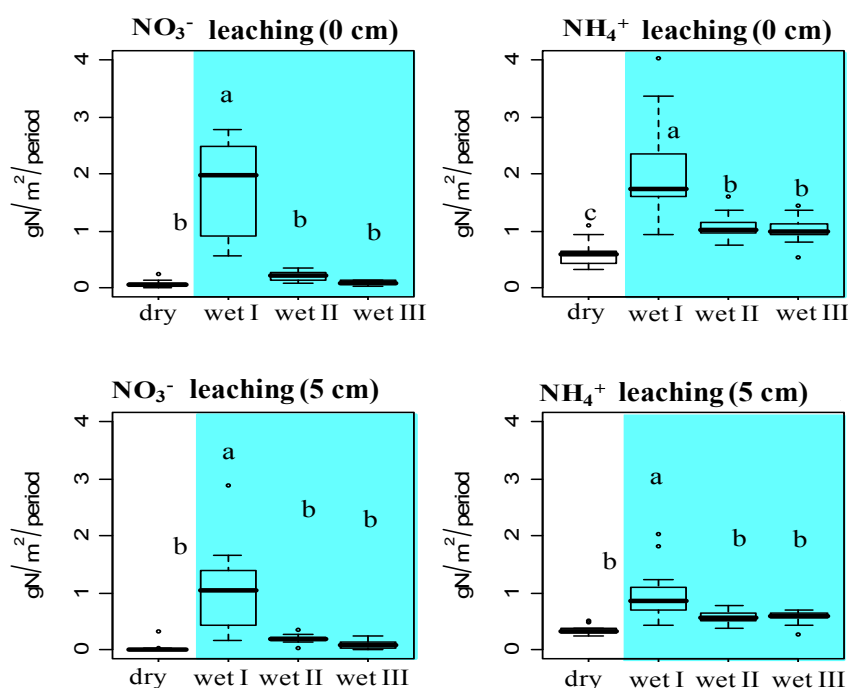 NO₃⁻ leaching (0 cm)
gN/m²/period
4
3
2
1
0
a
b
b
b
dry wet I wet II wet III
NH₄⁺ leaching (0 cm)
gN/m²/period
4
3
2
1
0
a
b
b
c
dry wet I wet II wet III
NO₃⁻ leaching (5 cm)
gN/m²/period
4
3
2
1
0
a
b
b
b
dry wet I wet II wet III
NH₄⁺ leaching (5 cm)
gN/m²/period
4
3
2
1
0
a
b
b
b
dry wet I wet II wet III